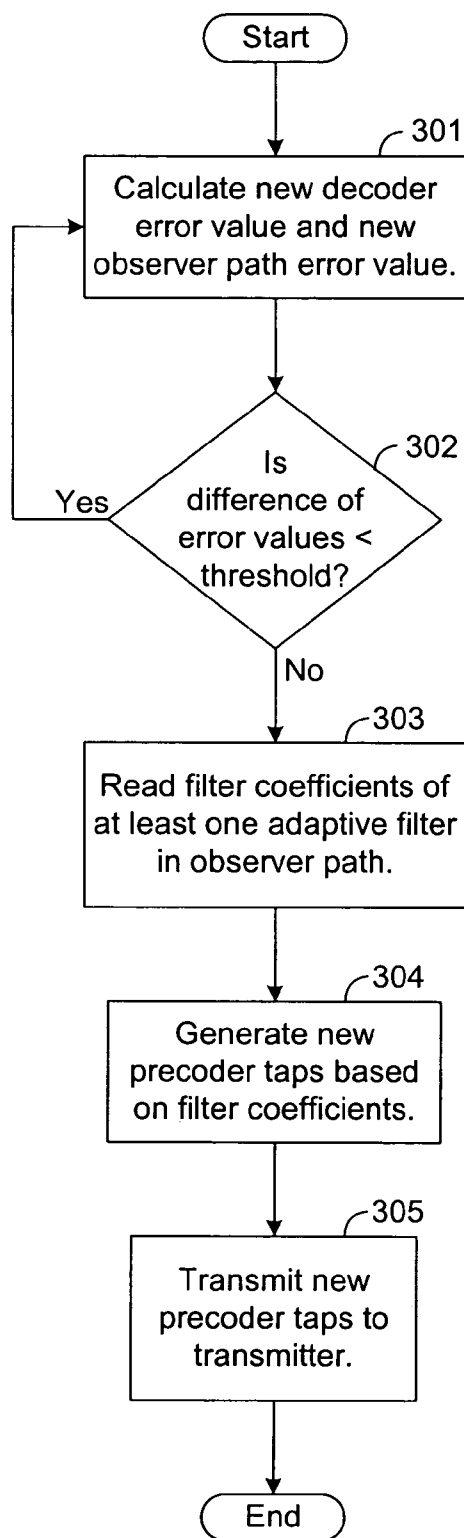 Start
301
Calculate new decoder
error value and new
observer path error value.
302
Is
difference of
error values <
threshold?
Yes
No
303
Read filter coefficients of
at least one adaptive filter
in observer path.
304
Generate new
precoder taps based
on filter coefficients.
305
Transmit new
precoder taps to
transmitter.
End